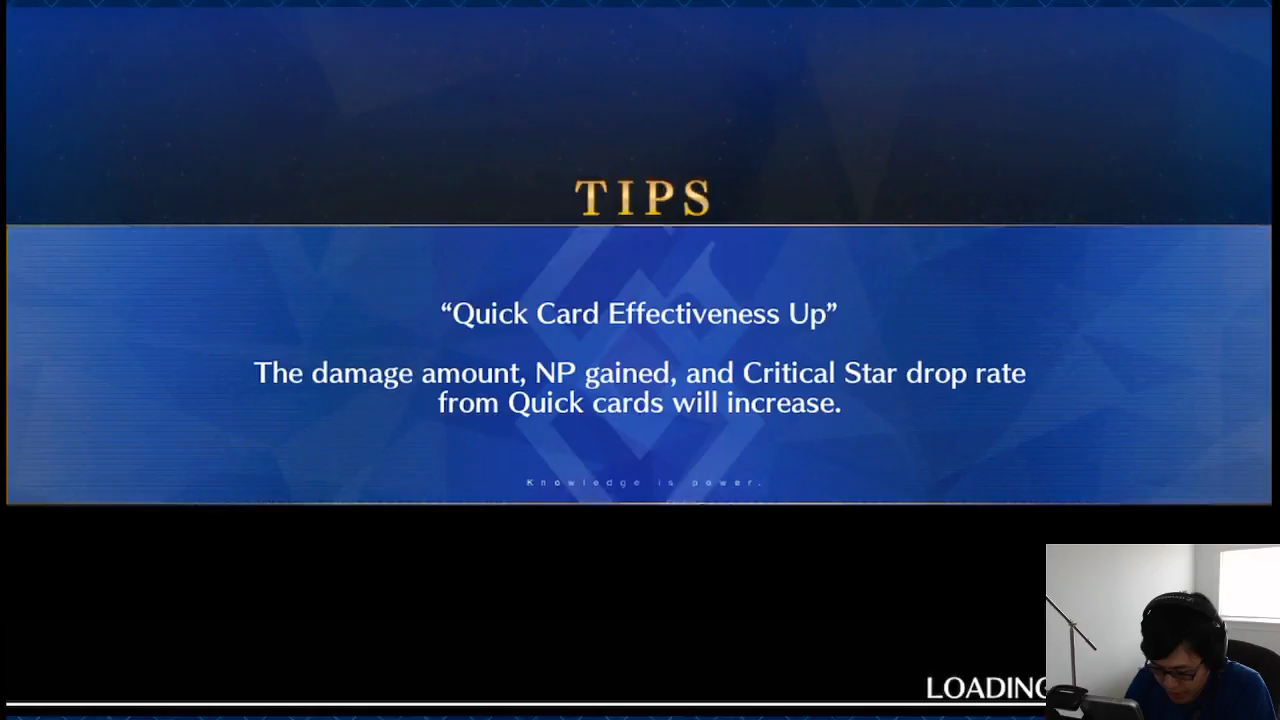 TIPS
“Quick Card Effectiveness Up”
The damage amount, NP gained, and Critical Star drop rate
from Quick cards will increase.
Knowledge is power.
LOADING